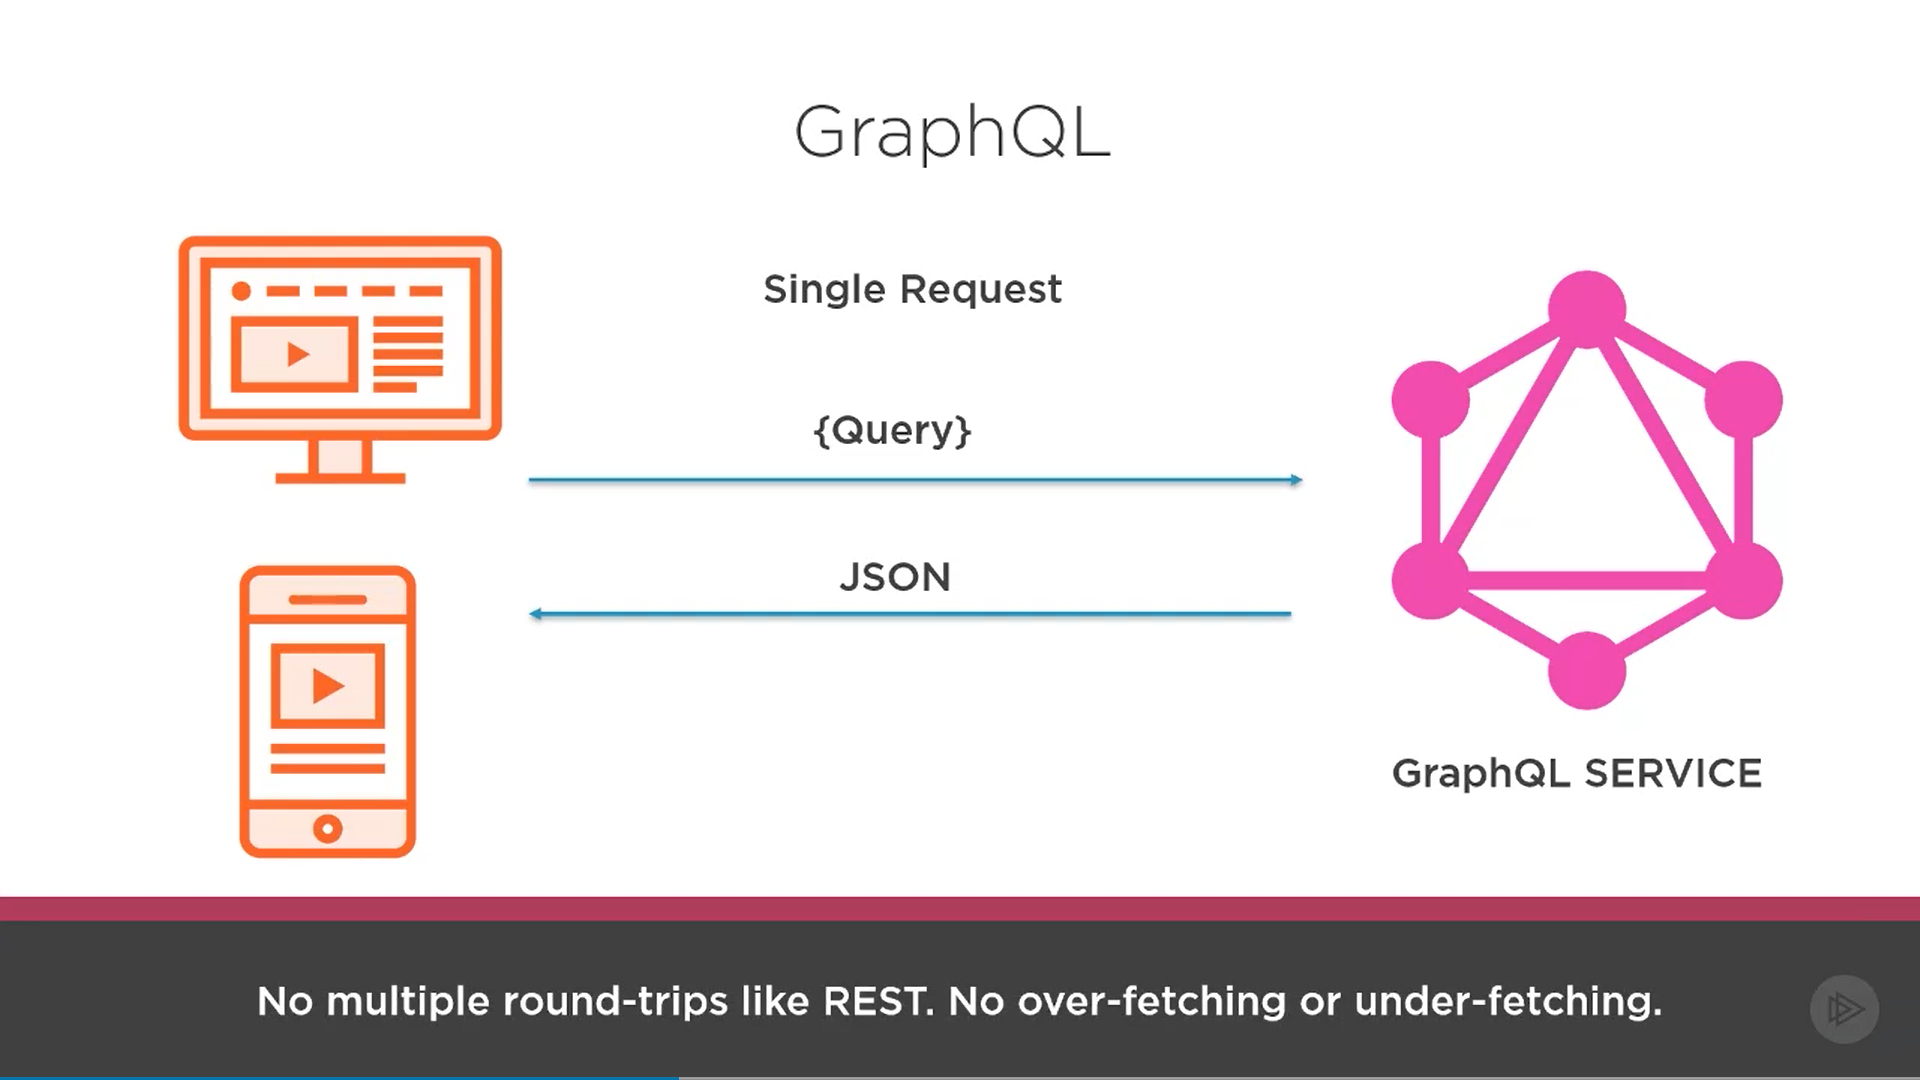 GraphQL
Single Request
{Query}
JSON
GraphQL SERVICE
No multiple round-trips like REST. No over-fetching or under-fetching.